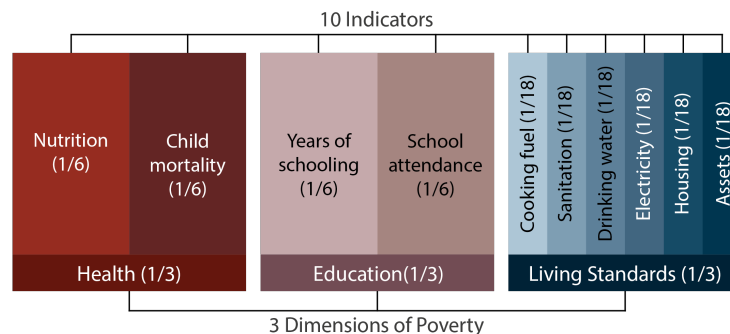 10 Indicators
Nutrition
(1/6)
Child
mortality
(1/6)
Years of
schooling
(1/6)
School
attendance
(1/6)
Cooking fuel (1/18)
Sanitation (1/18)
Drinking water (1/18)
Electricity (1/18)
Housing (1/18)
Assets (1/18)
Health (1/3)
Education(1/3)
Living Standards (1/3)
3 Dimensions of Poverty